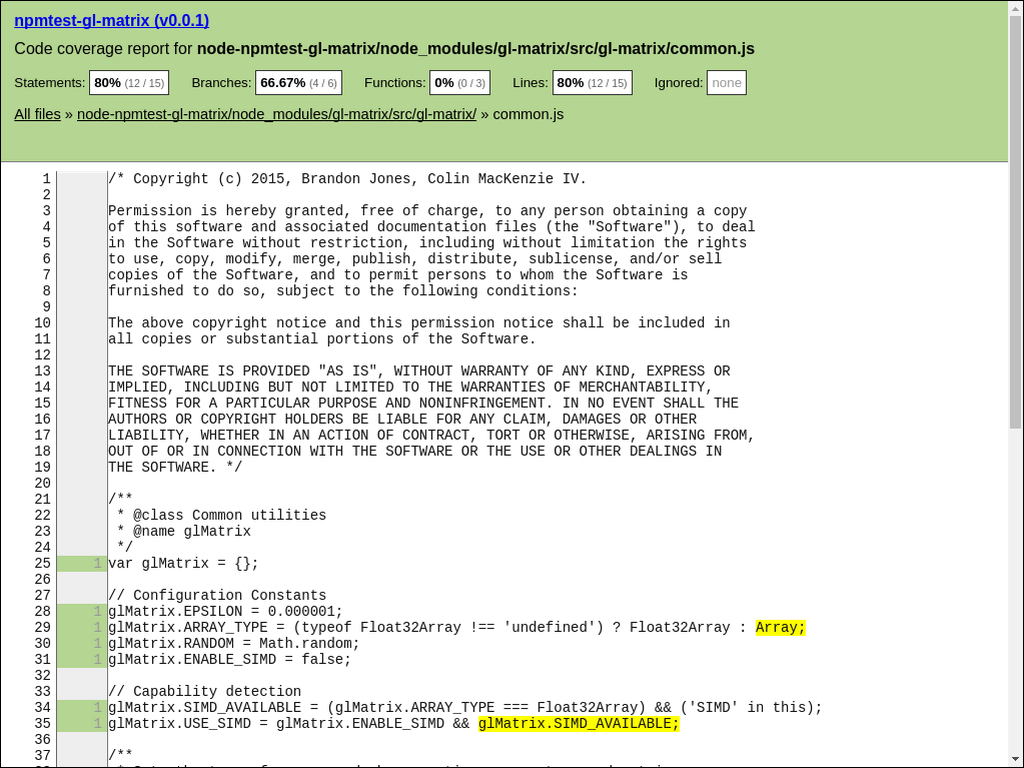 npmtest-gl-matrix (v0.0.1)
Code coverage report for node-npmtest-gl-matrix/node_modules/gl-matrix/src/gl-matrix/common.js
Statements: 80% (12 / 15) Branches: 66.67% (4 / 6) Functions: 0% (0 / 3) Lines: 80% (12 / 15) Ignored: none
All files » node-npmtest-gl-matrix/node_modules/gl-matrix/src/gl-matrix/ » common.js
1 /* Copyright (c) 2015, Brandon Jones, Colin MacKenzie IV.
2
3 Permission is hereby granted, free of charge, to any person obtaining a copy
4 of this software and associated documentation files (the "Software"), to deal
5 in the Software without restriction, including without limitation the rights
6 to use, copy, modify, merge, publish, distribute, sublicense, and/or sell
7 copies of the Software, and to permit persons to whom the Software is
8 furnished to do so, subject to the following conditions:
9
10 The above copyright notice and this permission notice shall be included in
11 all copies or substantial portions of the Software.
12
13 THE SOFTWARE IS PROVIDED "AS IS", WITHOUT WARRANTY OF ANY KIND, EXPRESS OR
14 IMPLIED, INCLUDING BUT NOT LIMITED TO THE WARRANTIES OF MERCHANTABILITY,
15 FITNESS FOR A PARTICULAR PURPOSE AND NONINFRINGEMENT. IN NO EVENT SHALL THE
16 AUTHORS OR COPYRIGHT HOLDERS BE LIABLE FOR ANY CLAIM, DAMAGES OR OTHER
17 LIABILITY, WHETHER IN AN ACTION OF CONTRACT, TORT OR OTHERWISE, ARISING FROM,
18 OUT OF OR IN CONNECTION WITH THE SOFTWARE OR THE USE OR OTHER DEALINGS IN
19 THE SOFTWARE. */
20
21 /**
22 * @class Common utilities
23 * @name glMatrix
24 */
25 1 var glMatrix = {};
26
27 // Configuration Constants
28 1 glMatrix.EPSILON = 0.000001;
29 1 glMatrix.ARRAY_TYPE = (typeof Float32Array !== 'undefined') ? Float32Array : Array;
30 1 glMatrix.RANDOM = Math.random;
31 1 glMatrix.ENABLE_SIMD = false;
32
33 // Capability detection
34 1 glMatrix.SIMD_AVAILABLE = (glMatrix.ARRAY_TYPE === Float32Array) && ('SIMD' in this);
35 1 glMatrix.USE_SIMD = glMatrix.ENABLE_SIMD && glMatrix.SIMD_AVAILABLE;
36
37 /**